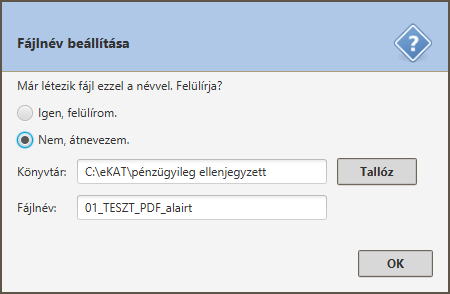 Fájlnév beállítása
Már létezik fájl ezzel a névvel. Felülírja?
Igen, felülírom.
Nem, átnevezem.
Könyvtár: C:\eKAT\pénzügyileg ellenjegyzett Tallóz
Fájlnév: 01_TESZT_PDF_alairt
OK